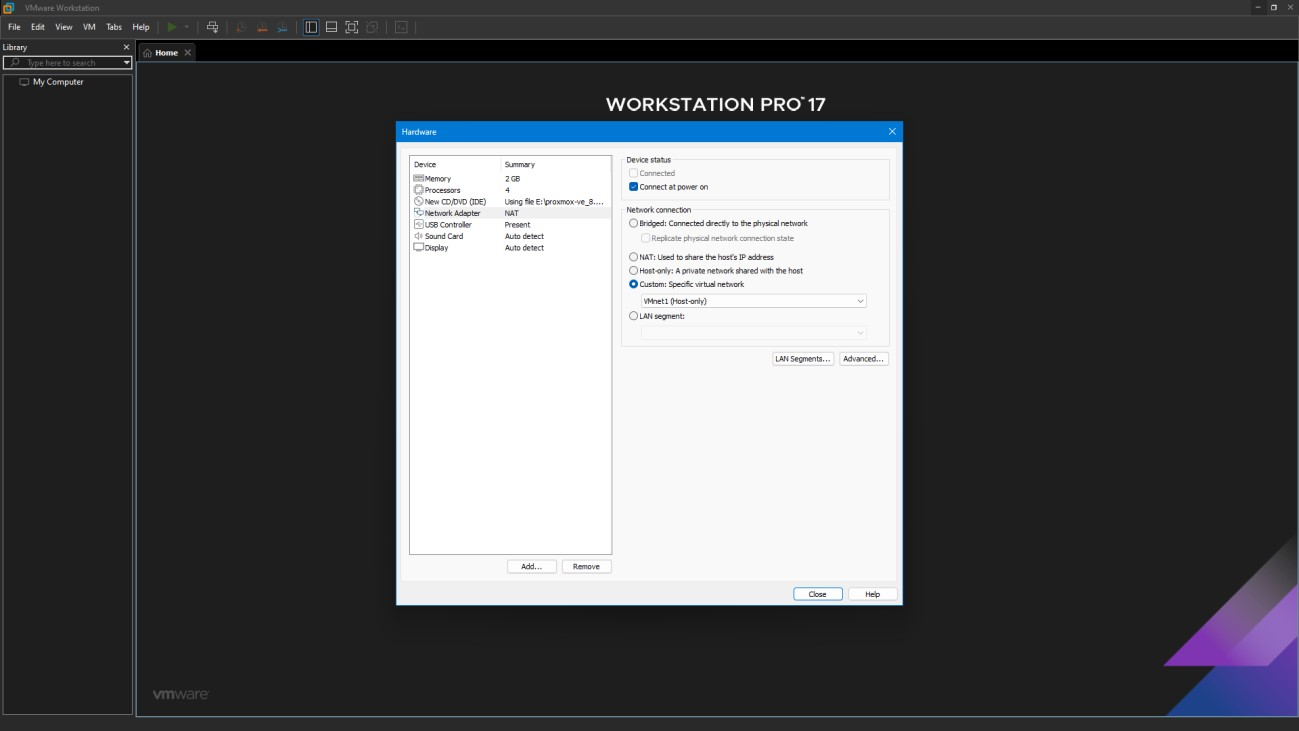 VMware Workstation
File Edit View VM Tabs Help
Library
Home
Type here to search
My Computer
WORKSTATION PRO™ 17
Hardware
Device Summary
Memory 2 GB
Processors 4
New CD/DVD (IDE) Using file E:\proxmox-ve_8....
Network Adapter NAT
USB Controller Present
Sound Card Auto detect
Display Auto detect
Add... Remove
Device status
Connected
Connect at power on
Network connection
Bridged: Connected directly to the physical network
Replicate physical network connection state
NAT: Used to share the host's IP address
Host-only: A private network shared with the host
Custom: Specific virtual network
VMnet1 (Host-only)
LAN segment:
LAN Segments... Advanced...
Close Help
vmware